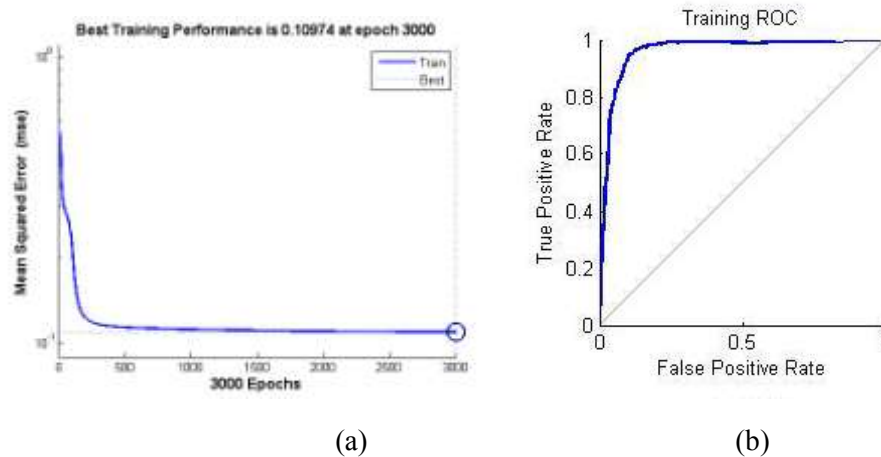 Best Training Performance is 0.10974 at epoch 3000
10^0
Train
Best
Mean Squared Error (mse)
10^-1
0 500 1000 1500 2000 2500 3000
3000 Epochs
(a)
Training ROC
1
0.8
0.6
0.4
0.2
0
True Positive Rate
0 0.5
False Positive Rate
(b)